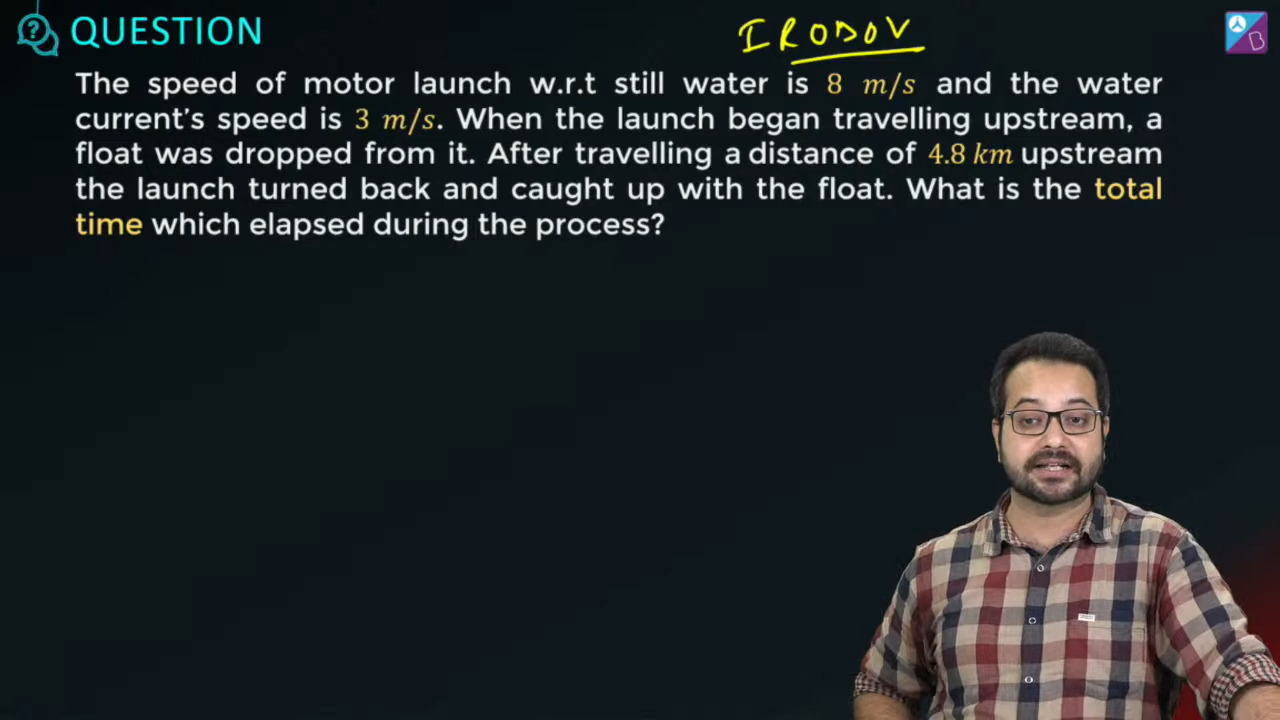 QUESTION
IRODOV
The speed of motor launch w.r.t still water is 8 m/s and the water
current's speed is 3 m/s. When the launch began travelling upstream, a
float was dropped from it. After travelling a distance of 4.8 km upstream
the launch turned back and caught up with the float. What is the total
time which elapsed during the process?